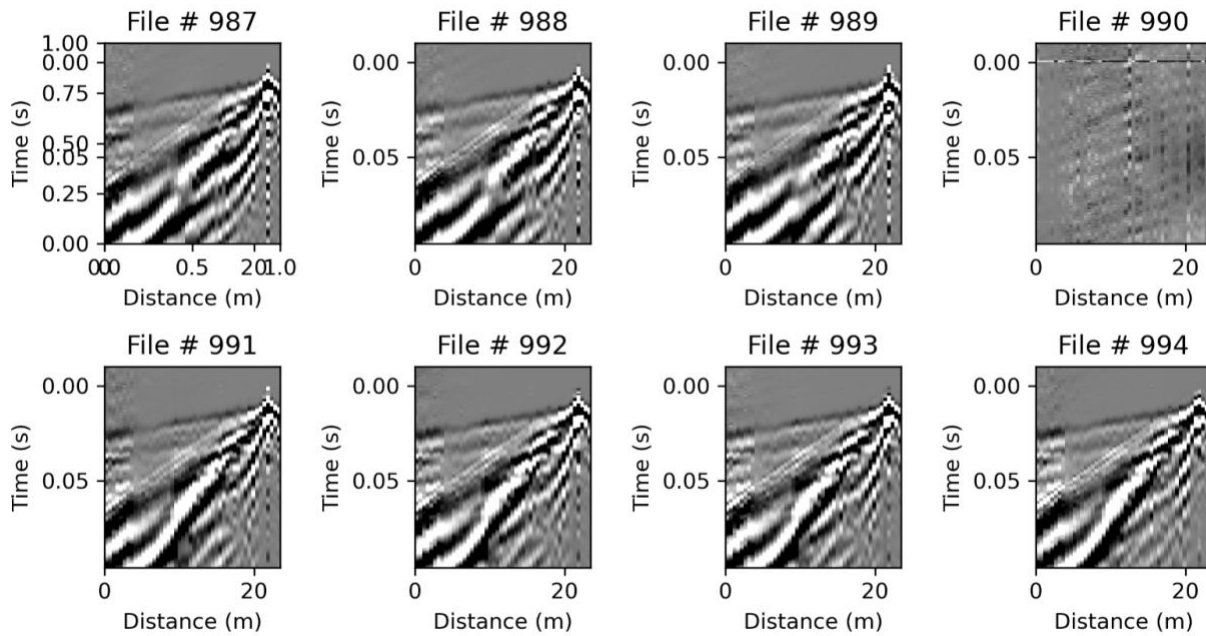 File # 987 File # 988 File # 989 File # 990
1.00
0.00 0.00 0.00 0.00
0.75
0.50
0.05 0.05 0.05 0.05
0.25
0.00
Time (s) Time (s) Time (s) Time (s)
0.0 0 0.5 20 1.0 0 20 0 20 0 20
Distance (m) Distance (m) Distance (m) Distance (m)
File # 991 File # 992 File # 993 File # 994
0.00 0.00 0.00 0.00
0.05 0.05 0.05 0.05
Time (s) Time (s) Time (s) Time (s)
0 20 0 20 0 20 0 20
Distance (m) Distance (m) Distance (m) Distance (m)